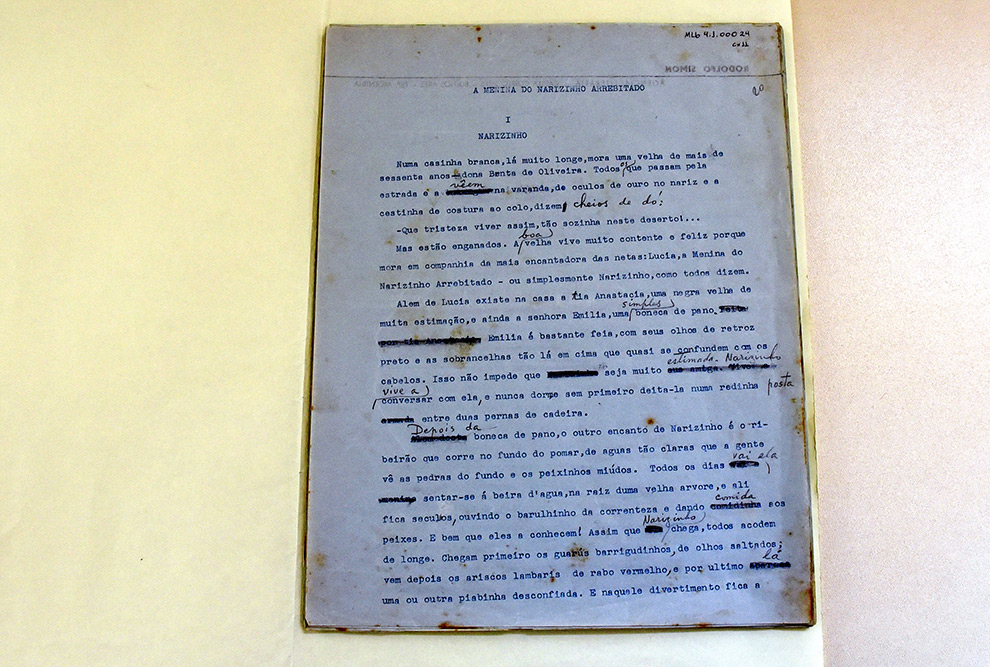 MLb 4.1.00024
cx11
RODOLFO SIMON
20
A MENINA DO NARIZINHO ARREBITADO
I
NARIZINHO
Numa casinha branca,lá muito longe,mora uma velha de mais de
sessenta anos—dona Benta de Oliveira. Todos os que passam pela
estrada e a vêem na varanda,de oculos de ouro no nariz e a
cestinha de costura ao colo,dizem, cheios de dó:
-Que tristeza viver assim,tão sozinha neste deserto!...
Mas estão enganados. A boa velha vive muito contente e feliz porque
mora em companhia da mais encantadora das netas:Lucia,a Menina do
Narizinho Arrebitado - ou simplesmente Narizinho,como todos dizem.
Alem de Lucia existe na casa a tia Anastacia,uma negra velha de
muita estimação,e ainda a senhora Emilia,uma simples boneca de pano. feita
por tia Anastacia. Emilia é bastante feia,com seus olhos de retroz
preto e as sobrancelhas tão lá em cima que quasi se confundem com os
cabelos. Isso não impede que seja muito estimada. Narizinho
vive a conversar com ela,e nunca dorme sem primeiro deita-la numa redinha posta
armada entre duas pernas de cadeira.
Depois da boneca de pano,o outro encanto de Narizinho é o ri-
beirão que corre no fundo do pomar,de aguas tão claras que a gente
vê as pedras do fundo e os peixinhos miúdos. Todos os dias vai ela
sentar-se á beira d'agua,na raiz duma velha arvore,e ali
fica seculos,ouvindo o barulhinho da correnteza e dando comidinha comida aos
peixes. E bem que eles a conhecem! Assim que Narizinho chega,todos acodem
de longe. Chegam primeiro os guarús barrigudinhos,de olhos saltados;
vem depois os ariscos lambaris de rabo vermelho,e por ultimo lá
uma ou outra piabinha desconfiada. E naquele divertimento fica a